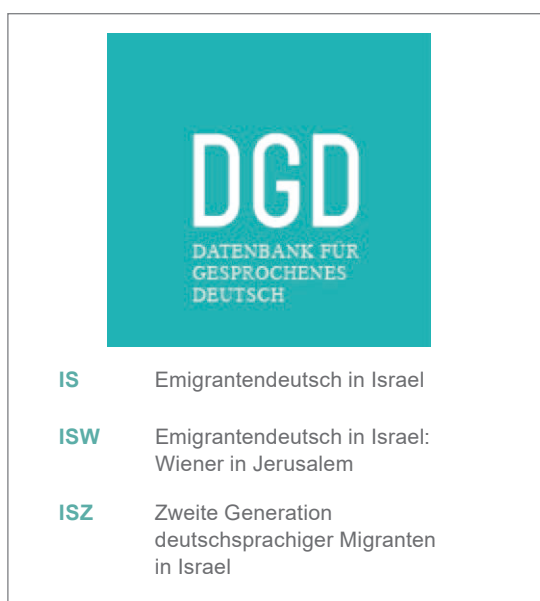 DGD
DATENBANK FÜR
GESPROCHENES
DEUTSCH
IS Emigrantendeutsch in Israel
ISW Emigrantendeutsch in Israel:
Wiener in Jerusalem
ISZ Zweite Generation
deutschsprachiger Migranten
in Israel